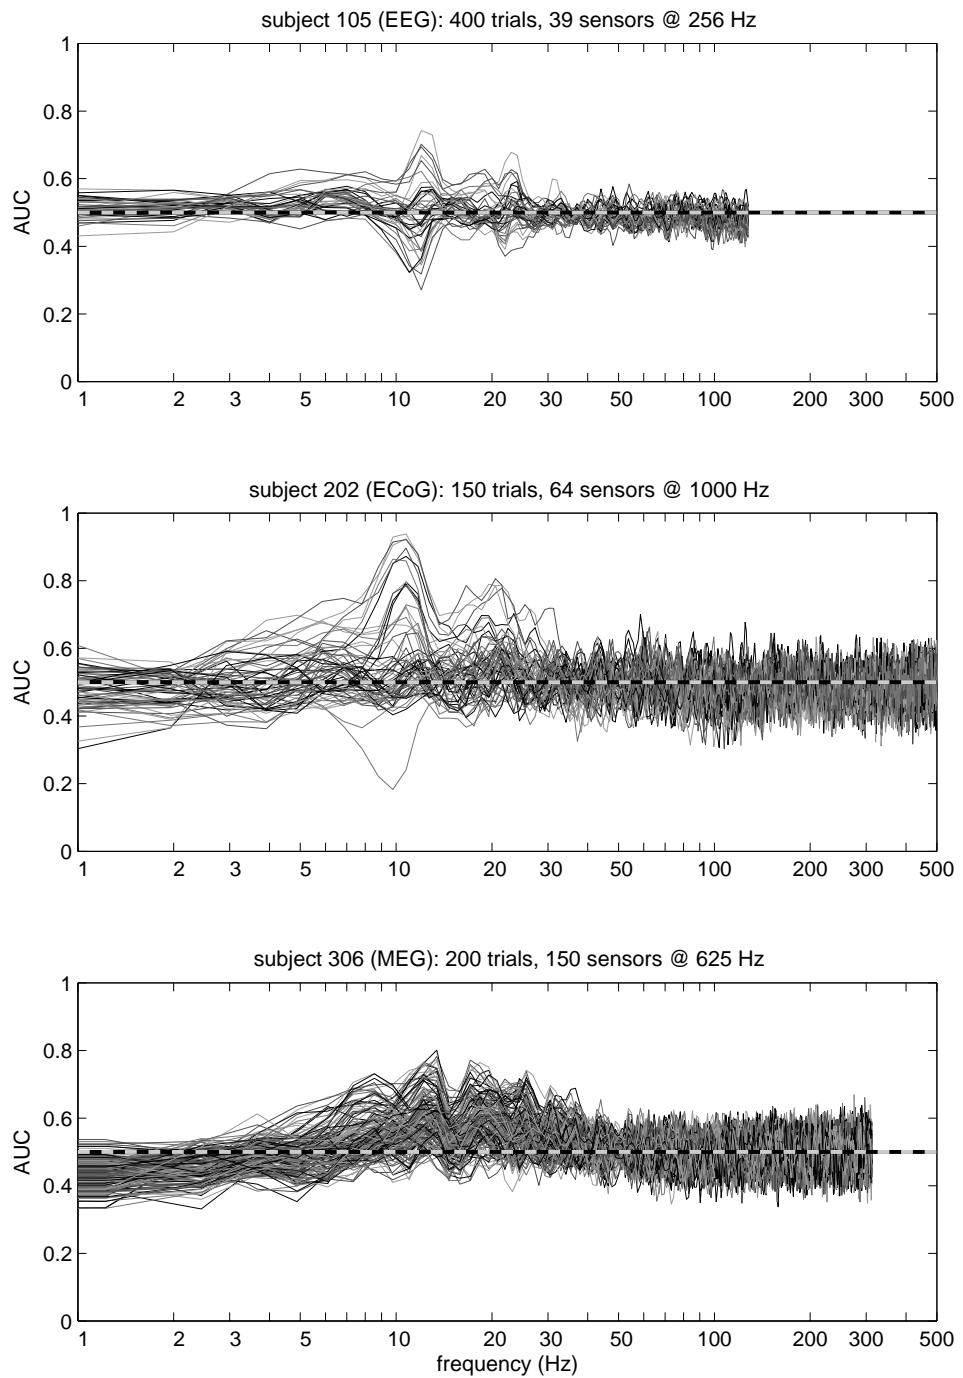 subject 105 (EEG): 400 trials, 39 sensors @ 256 Hz
1
0.8
0.6
0.4
0.2
0
AUC
1 2 3 5 10 20 30 50 100 200 300 500
subject 202 (ECoG): 150 trials, 64 sensors @ 1000 Hz
1
0.8
0.6
0.4
0.2
0
AUC
1 2 3 5 10 20 30 50 100 200 300 500
subject 306 (MEG): 200 trials, 150 sensors @ 625 Hz
1
0.8
0.6
0.4
0.2
0
AUC
1 2 3 5 10 20 30 50 100 200 300 500
frequency (Hz)